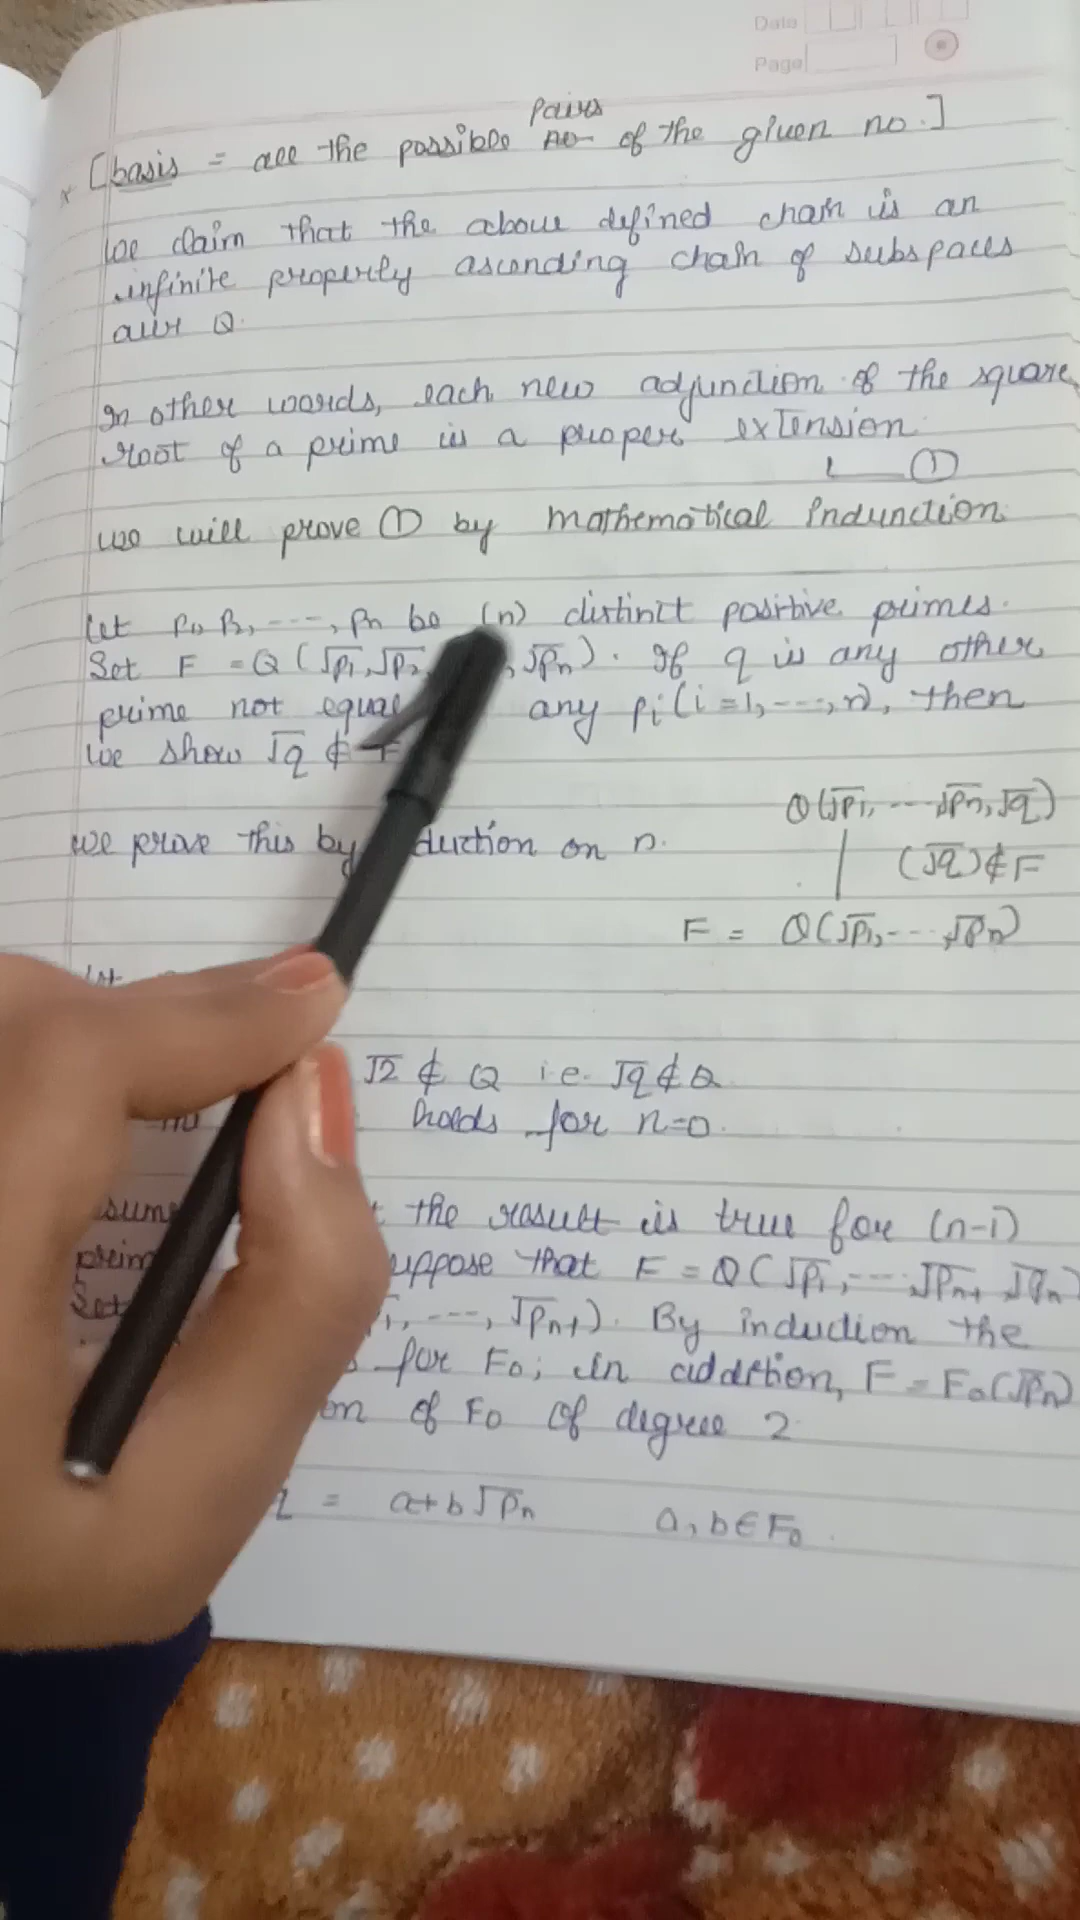 Date
Page
pairs
[basis = all the possible no of the given no.]
we claim that the above defined chain is an
infinite properly ascending chain of subspaces
over Q.
In other words, each new adjunction of the square
root of a prime is a proper extension
①
we will prove ① by mathematical Indunction
Let p₁, p₂, ---, pn be (n) distinct positive primes.
Set F = Q(√p₁, √p₂, , √pn). If q is any other
prime not equal any pi (i=1, ---, n), then
we show √q ∉ F
Q(√p₁, --- √pn, √q)
we prove this by duction on n.
(√q) ∉ F
F = Q(√p₁, --- √pn)
√2 ∉ Q i.e. √q ∉ Q
holds for n=0.
sume the result is true for (n-1)
prim uppose that F = Q(√p₁, --- √pn-1, √pn)
Set ₁, ---, √pn-1). By induction the
for F₀; in addition, F = F₀(√pn)
on of F₀ of degree 2
= a+b√pn a, b ∈ F₀.